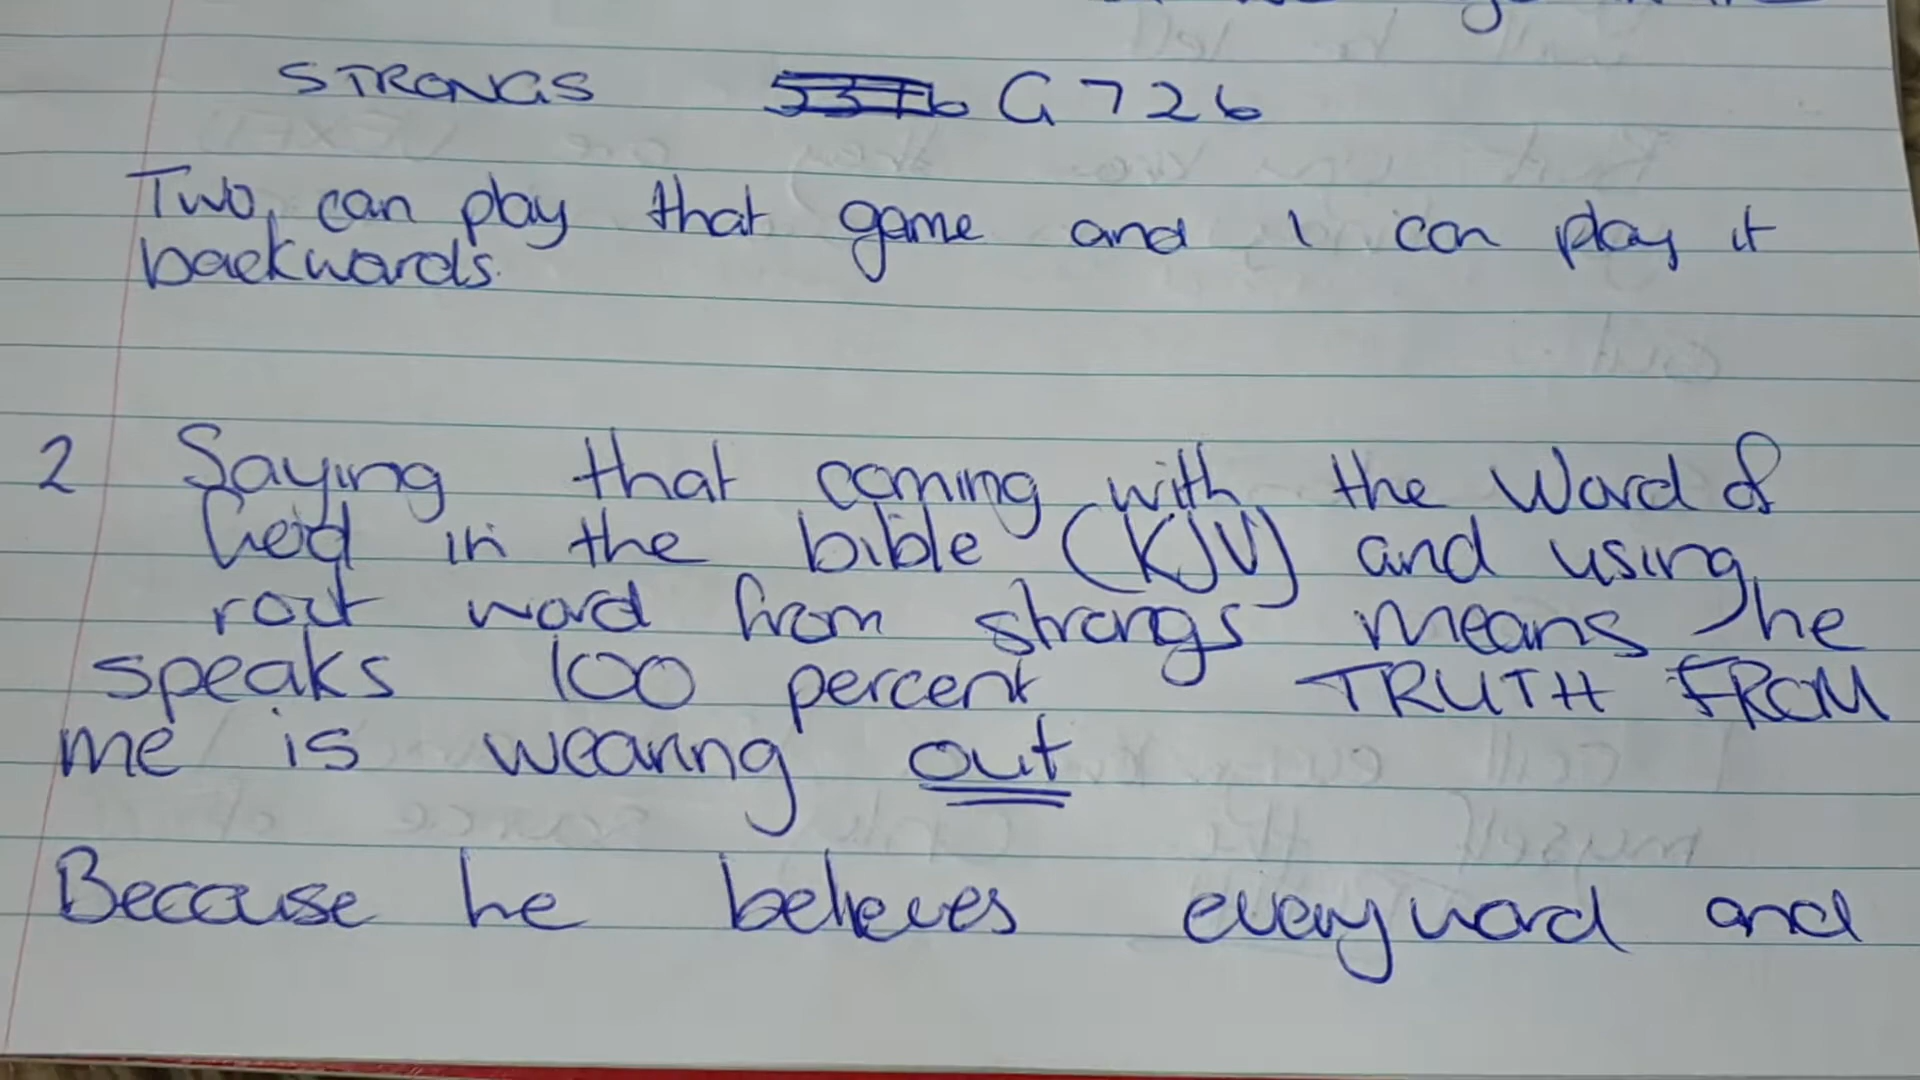 STRONGS G726
Two, can play that game and I can play it
backwards.
2 Saying that coming with the Word of
God in the bible (KJV) and using
root word from strongs means he
speaks 100 percent TRUTH FROM
me is wearing out
Because he believes every word and